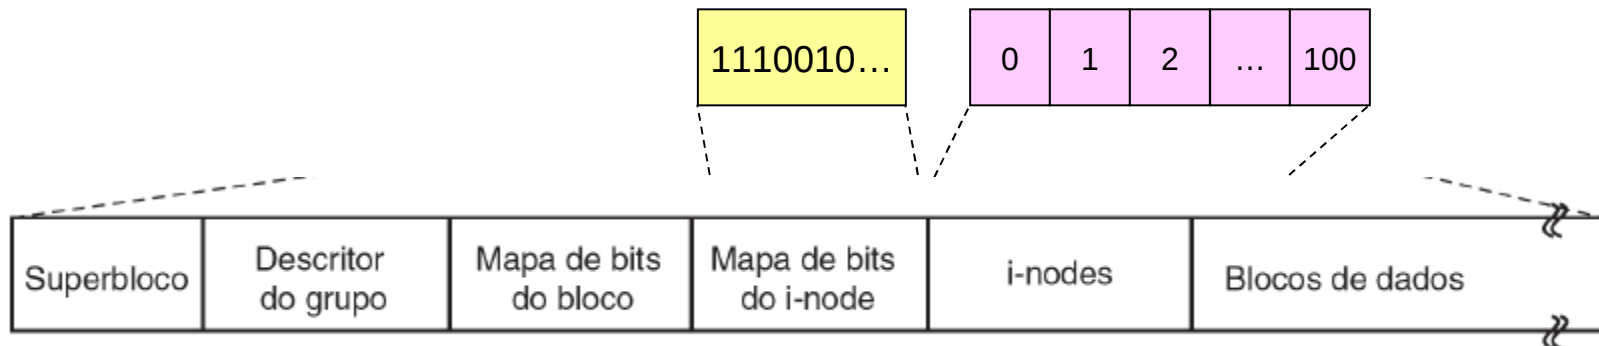 1110010…
0 1 2 … 100
Superbloco
Descritor
do grupo
Mapa de bits
do bloco
Mapa de bits
do i-node
i-nodes
Blocos de dados